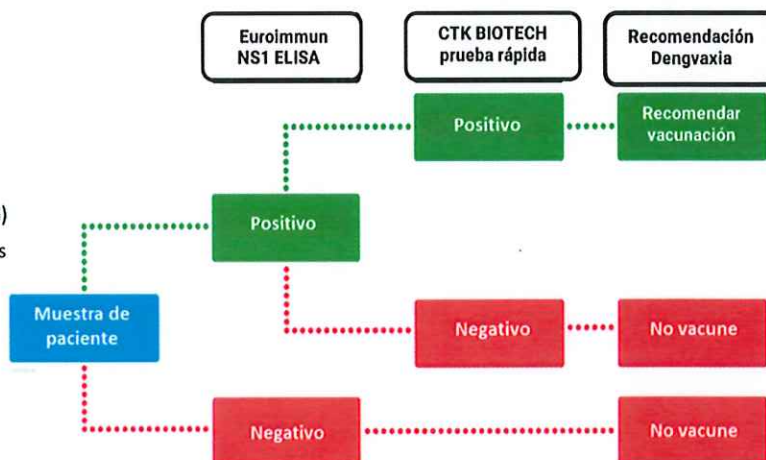 Euroimmun
NS1 ELISA
CTK BIOTECH
prueba rápida
Recomendación
Dengvaxia
Positivo
Recomendar
vacunación
)
s
Positivo
Muestra de
paciente
Negativo
No vacune
Negativo
No vacune